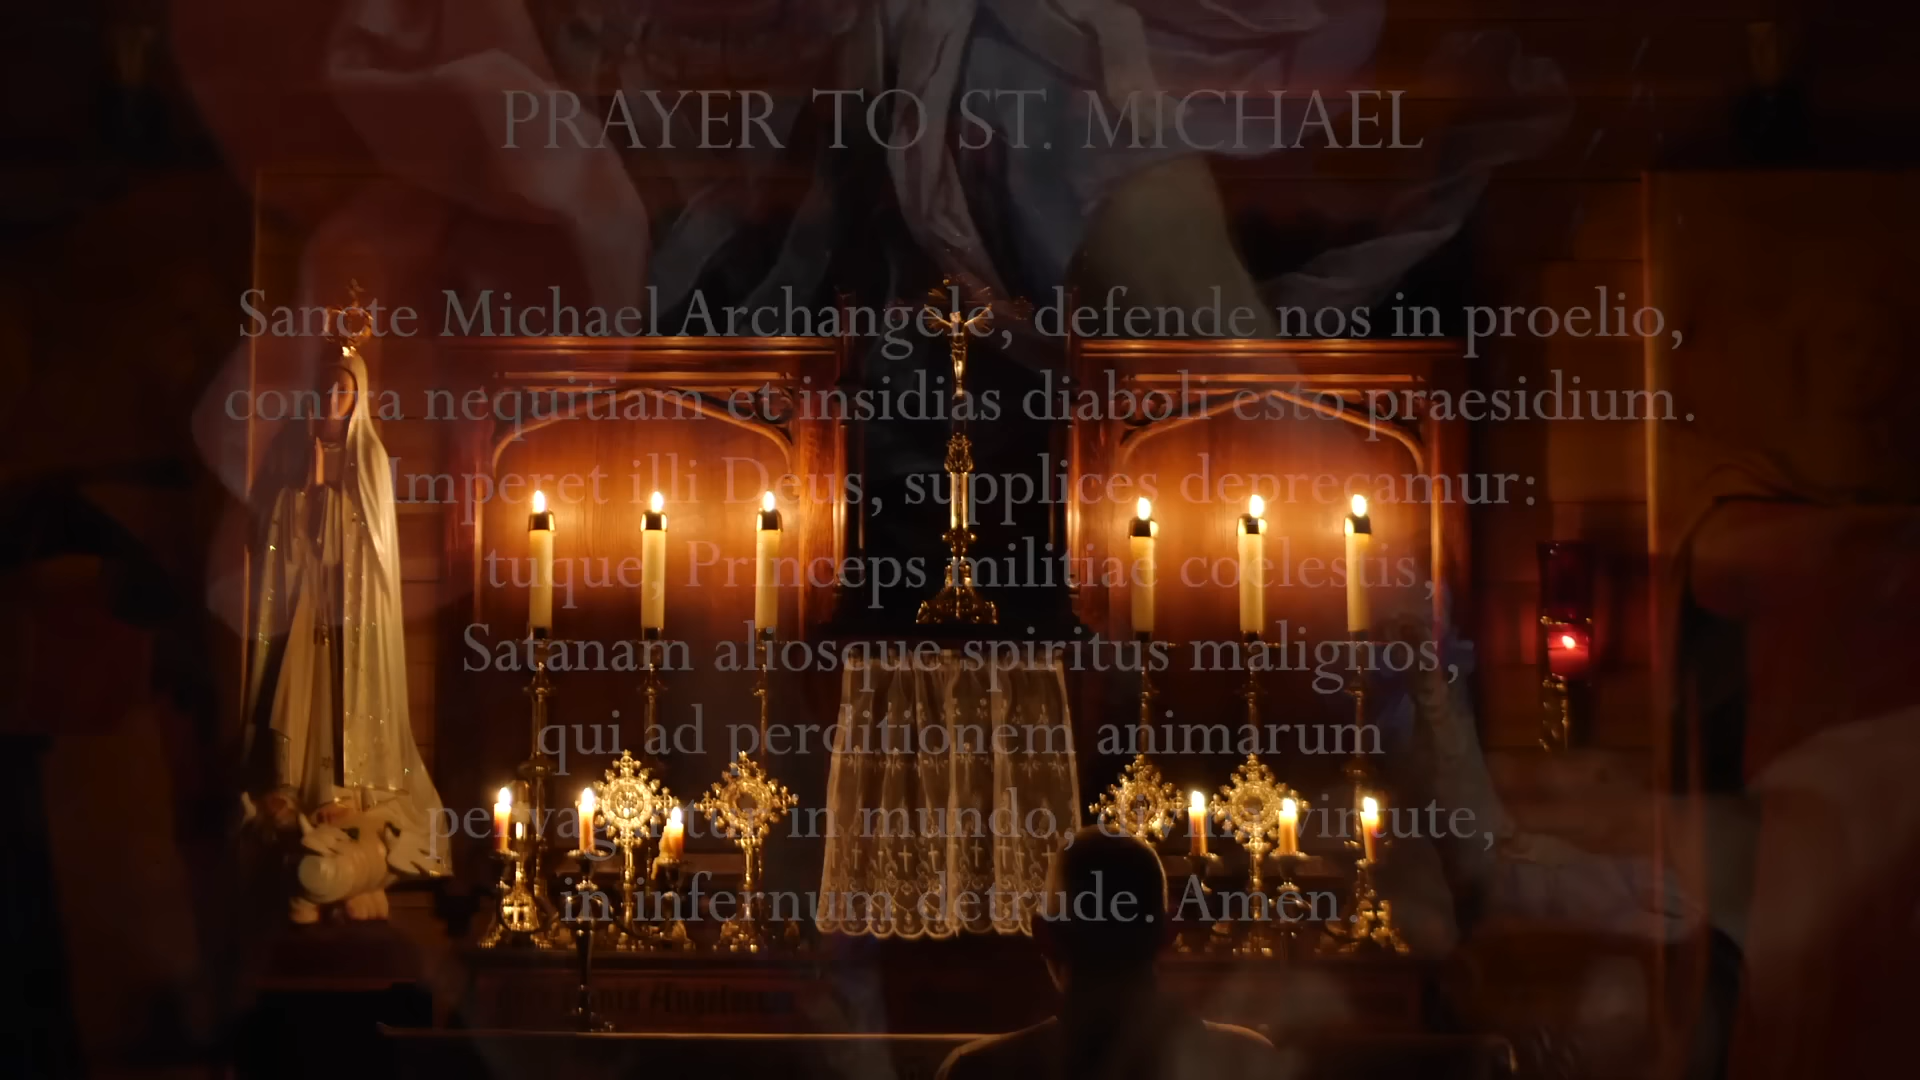 PRAYER TO ST. MICHAEL
Sancte Michael Archangele, defende nos in proelio,
contra nequitiam et insidias diaboli esto praesidium.
Imperet illi Deus, supplices deprecamur:
tuque, Princeps militiae coelestis,
Satanam aliosque spiritus malignos,
qui ad perditionem animarum
pervagantur in mundo, divina virtute,
in infernum detrude. Amen.